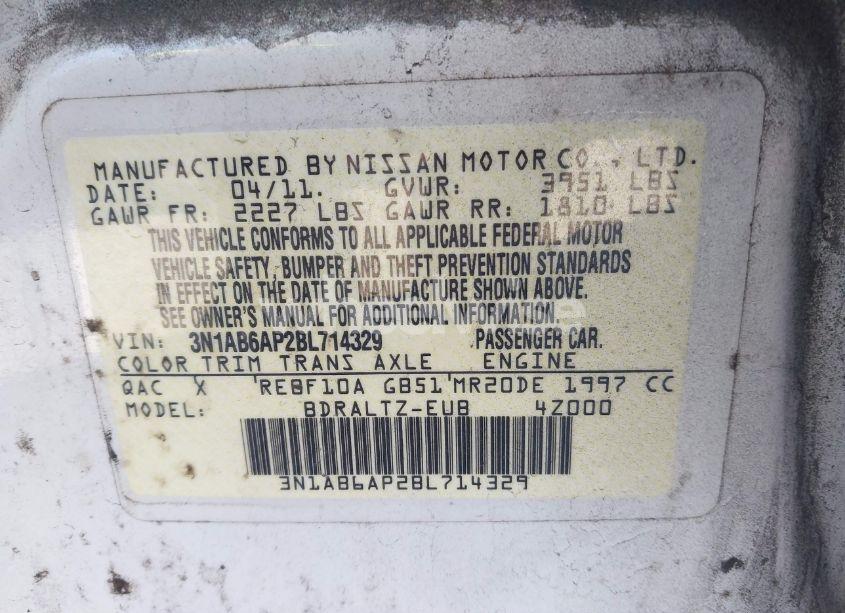 MANUFACTURED BY NISSAN MOTOR CO., LTD.
DATE: 04/11. GVWR: 3951 LBS
GAWR FR: 2227 LBS GAWR RR: 1810 LBS
THIS VEHICLE CONFORMS TO ALL APPLICABLE FEDERAL MOTOR
VEHICLE SAFETY, BUMPER AND THEFT PREVENTION STANDARDS
IN EFFECT ON THE DATE OF MANUFACTURE SHOWN ABOVE.
SEE OWNER'S MANUAL FOR ADDITIONAL INFORMATION.
VIN: 3N1AB6AP2BL714329 PASSENGER CAR.
COLOR TRIM TRANS AXLE ENGINE
QAC X RE8F10A GB51 MR20DE 1997 CC
MODEL: BDRALTZ-EUB 4Z000
3N1AB6AP2BL714329